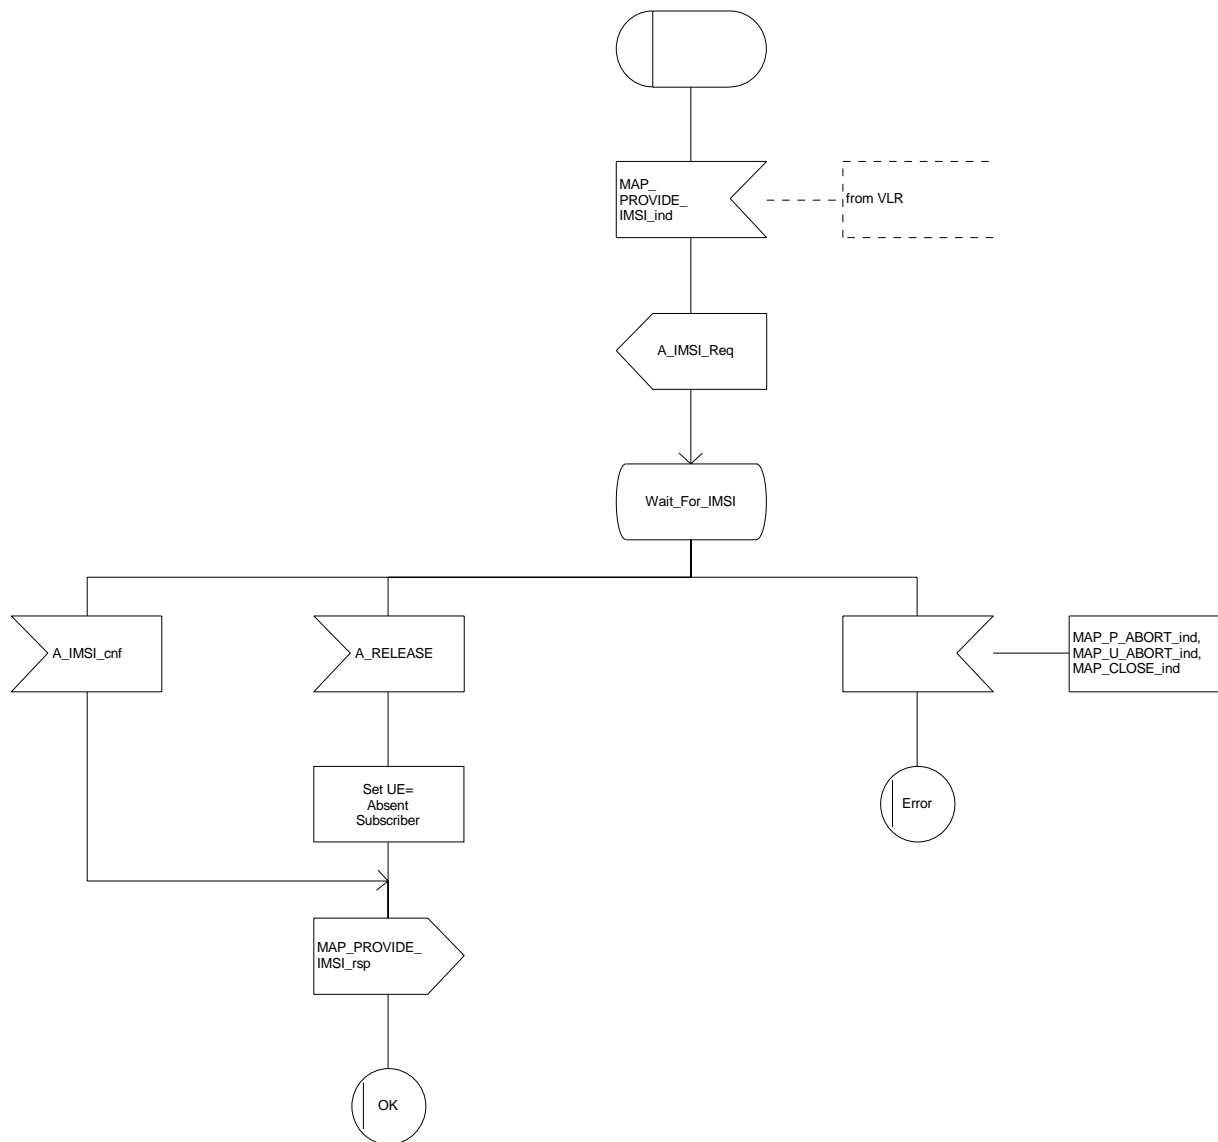 MAP_
PROVIDE_
IMSI_ind
from VLR
A_IMSI_Req
Wait_For_IMSI
A_IMSI_cnf
A_RELEASE
MAP_P_ABORT_ind,
MAP_U_ABORT_ind,
MAP_CLOSE_ind
Set UE=
Absent
Subscriber
Error
MAP_PROVIDE_
IMSI_rsp
OK